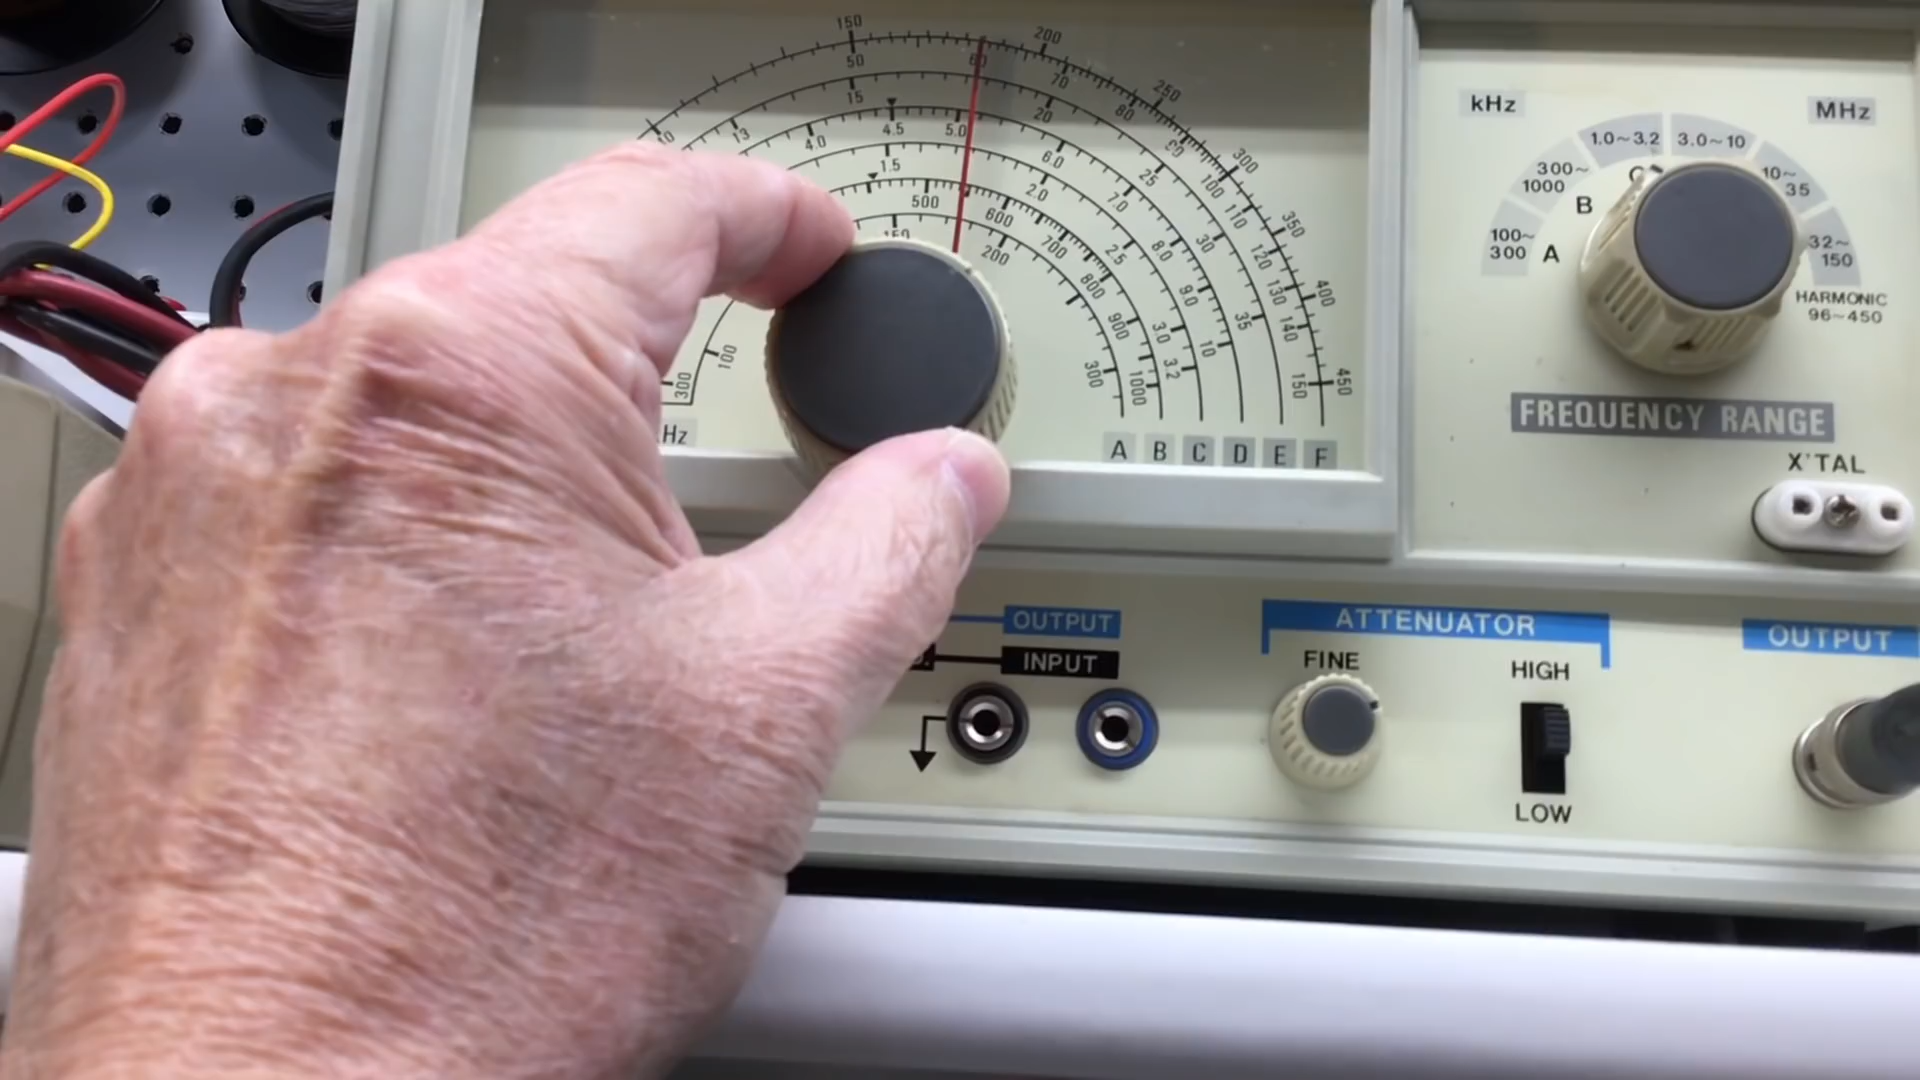 150 200 250 300 350 400 450
50 60 70 80 90 100 110 120 130 140 150
10 13 15 20 25 30 35
4.0 4.5 5.0 6.0 7.0 8.0 9.0 10
1.5 2.0 2.5 3.0 3.2
500 600 700 800 900 1000
300 100 150 200 300
Hz
A B C D E F
kHz MHz
100~300 300~1000 1.0~3.2 3.0~10 10~35 32~150
A B C
HARMONIC
96~450
FREQUENCY RANGE
X'TAL
OUTPUT
INPUT
ATTENUATOR
FINE
HIGH
LOW
OUTPUT